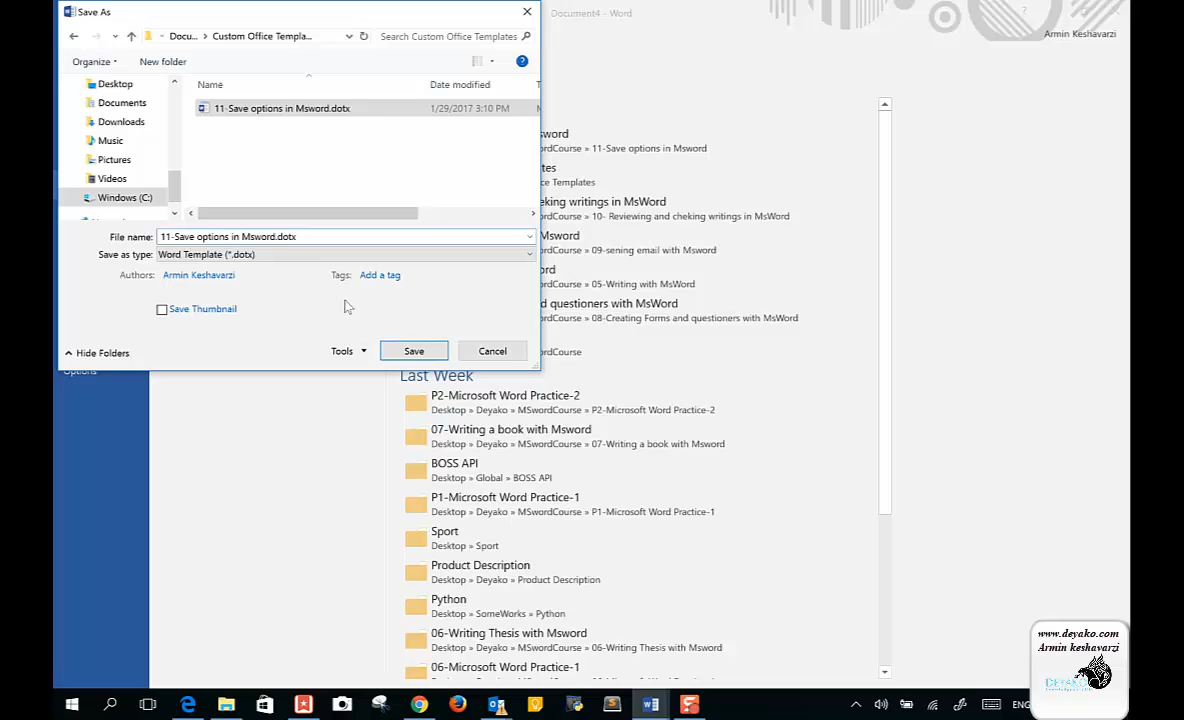 Save As
Document4 - Word
Armin Keshavarzi
Docu... > Custom Office Templa...
Search Custom Office Templates
Organize
New folder
Name
Date modified
Desktop
Documents
Downloads
Music
Pictures
Videos
Windows (C:)
11-Save options in Msword.dotx
1/29/2017 3:10 PM
File name: 11-Save options in Msword.dotx
Save as type: Word Template (*.dotx)
Authors: Armin Keshavarzi
Tags: Add a tag
Save Thumbnail
Hide Folders
Tools
Save
Cancel
Options
sword
ordCourse » 11-Save options in Msword
tes
ce Templates
eking writings in MsWord
ordCourse » 10- Reviewing and cheking writings in MsWord
Msword
ordCourse » 09-sening email with MSword
ord
ordCourse » 05-Writing with MsWord
d questioners with MsWord
ordCourse » 08-Creating Forms and questioners with MsWord
ordCourse
Last Week
P2-Microsoft Word Practice-2
Desktop » Deyako » MSwordCourse » P2-Microsoft Word Practice-2
07-Writing a book with Msword
Desktop » Deyako » MSwordCourse » 07-Writing a book with Msword
BOSS API
Desktop » Global » BOSS API
P1-Microsoft Word Practice-1
Desktop » Deyako » MSwordCourse » P1-Microsoft Word Practice-1
Sport
Desktop » Sport
Product Description
Desktop » Deyako » Product Description
Python
Desktop » SomeWorks » Python
06-Writing Thesis with Msword
Desktop » Deyako » MSwordCourse » 06-Writing Thesis with Msword
06-Microsoft Word Practice-1
www.deyako.com
Armin keshavarzi
DEYAKO
ENG